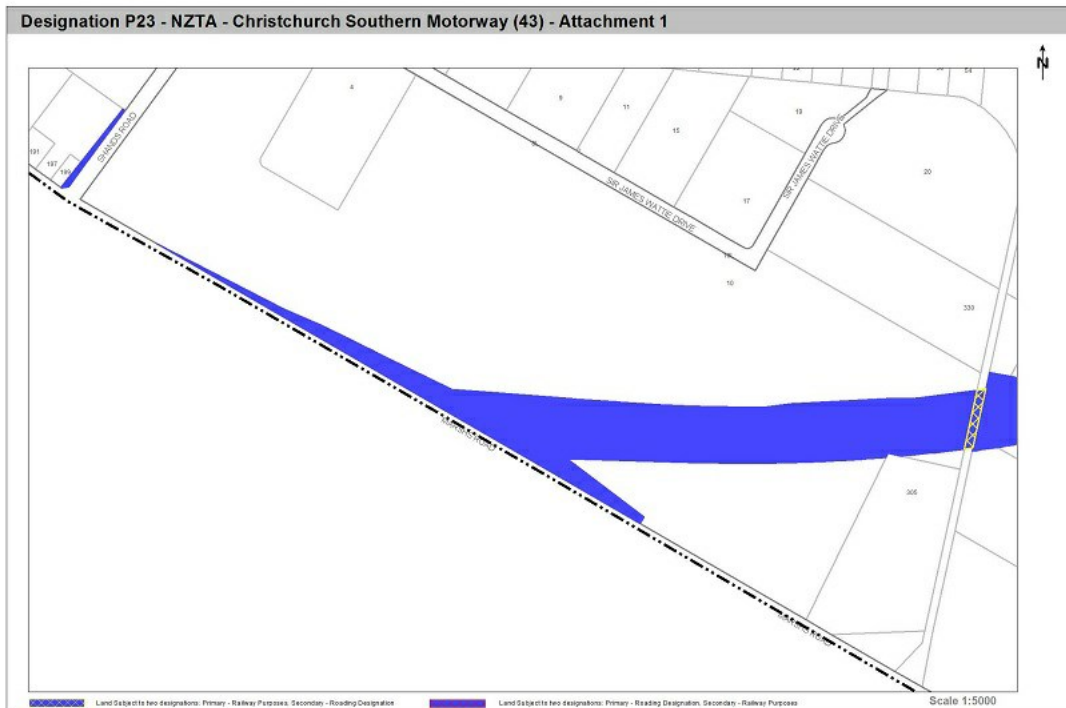 Designation P23 - NZTA - Christchurch Southern Motorway (43) - Attachment 1
N
4
9
11
15
19
54
SHANDS ROAD
191
197
199
SIR JAMES WATTIE DRIVE
SIR JAMES WATTIE DRIVE
17
20
10
330
MARSHS ROAD
305
Land Subject to two designations: Primary - Railway Purposes, Secondary - Roading Designation
Land Subject to two designations: Primary - Roading Designation, Secondary - Railway Purposes
Scale 1:5000